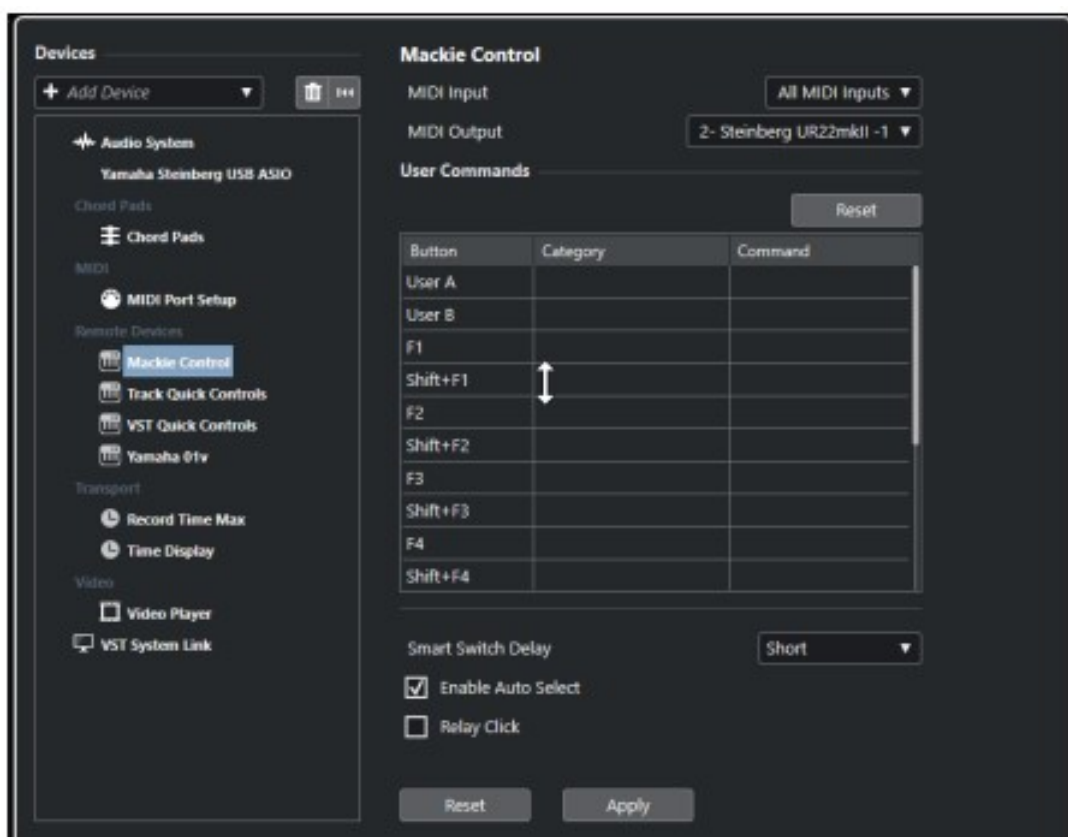 Devices
+ Add Device
Audio System
Yamaha Steinberg USB ASIO
Chord Pads
Chord Pads
MIDI
MIDI Port Setup
Remote Devices
Mackie Control
Track Quick Controls
VST Quick Controls
Yamaha 01v
Transport
Record Time Max
Time Display
Video
Video Player
VST System Link
Mackie Control
MIDI Input All MIDI Inputs
MIDI Output 2- Steinberg UR22mkII -1
User Commands
Reset
Button Category Command
User A
User B
F1
Shift+F1
F2
Shift+F2
F3
Shift+F3
F4
Shift+F4
Smart Switch Delay Short
Enable Auto Select
Relay Click
Reset Apply